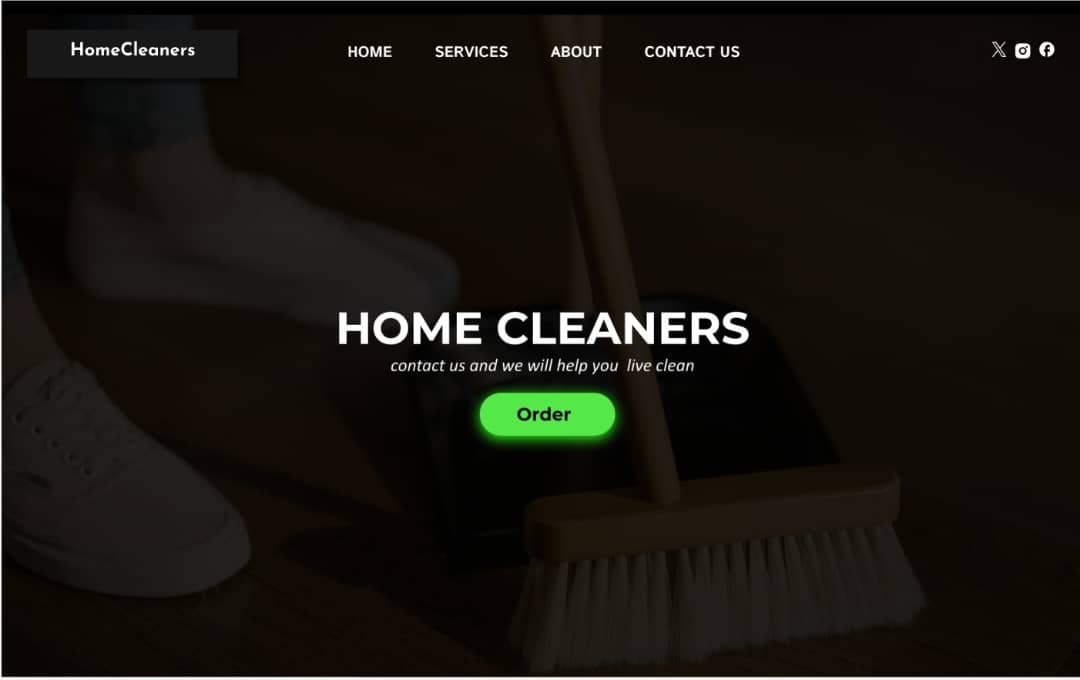 HomeCleaners
HOME SERVICES ABOUT CONTACT US
HOME CLEANERS
contact us and we will help you  live clean
Order